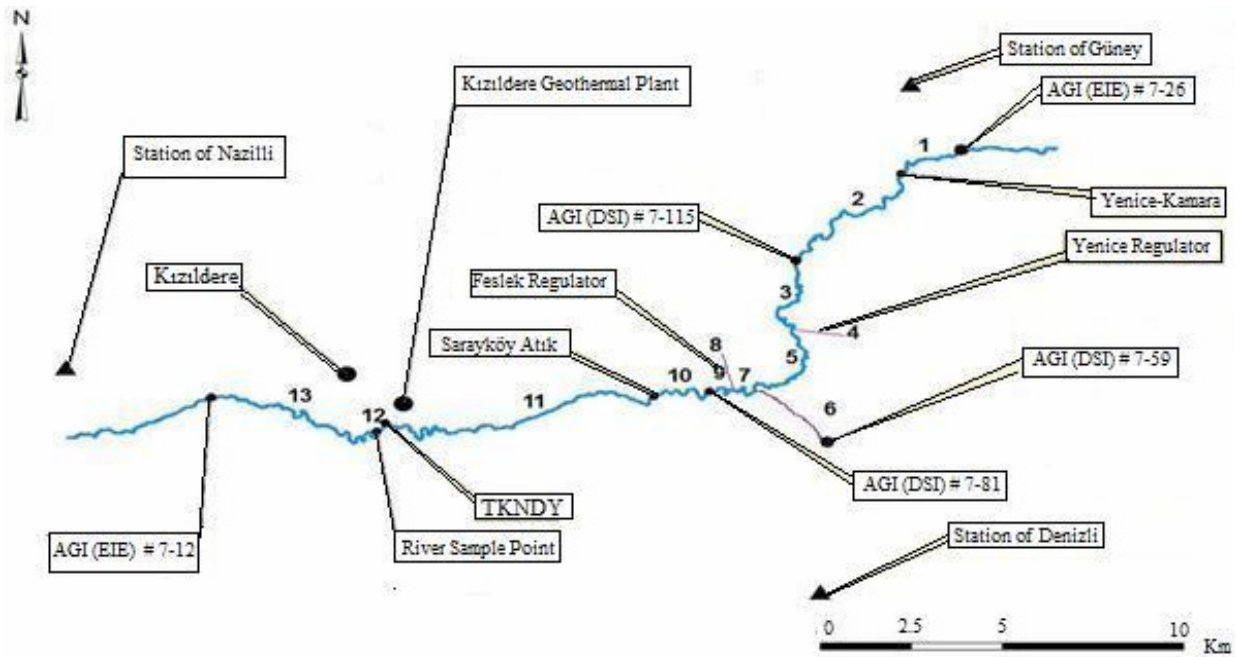 N
Station of Güney
Kızıldere Geothermal Plant
AGI (EIE) # 7-26
1
Station of Nazilli
2
Yenice-Kamara
AGI (DSI) # 7-115
Yenice Regulator
Kızıldere
Feslek Regulator
3
4
Sarayköy Atık
8
5
AGI (DSI) # 7-59
10
9
7
13
11
6
12
AGI (DSI) # 7-81
TKNDY
AGI (EIE) # 7-12
River Sample Point
Station of Denizli
0 2.5 5 10
Km